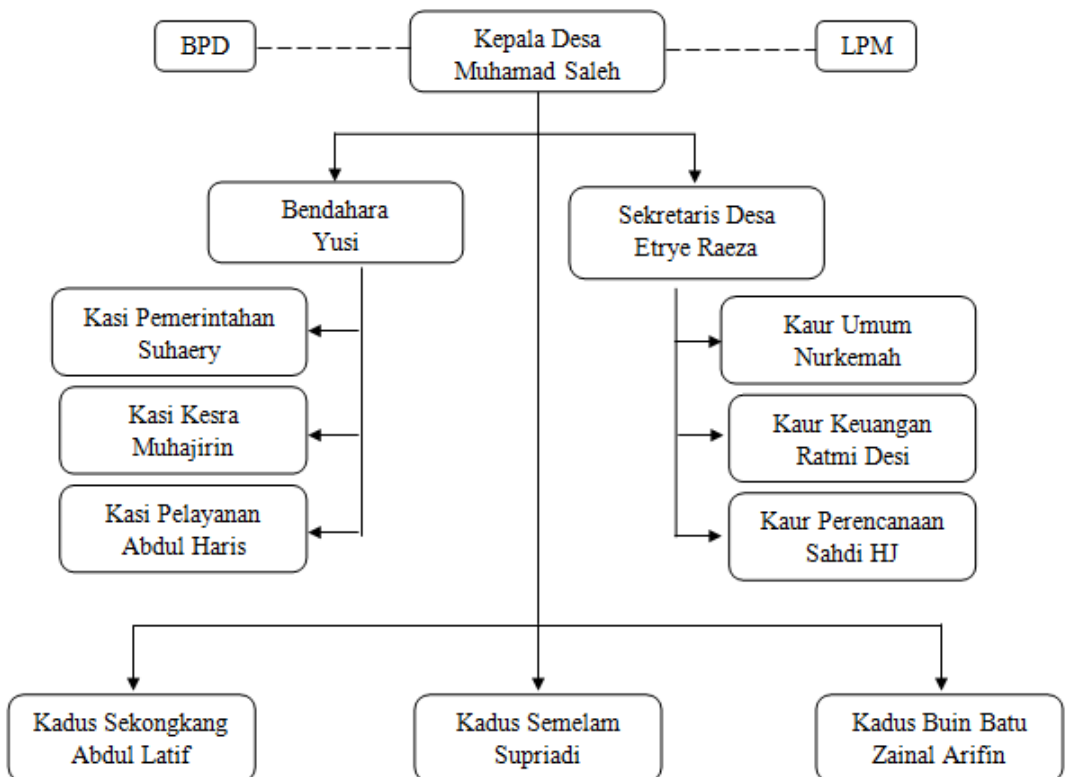 BPD
Kepala Desa
Muhamad Saleh
LPM
Bendahara
Yusi
Sekretaris Desa
Etrye Raeza
Kasi Pemerintahan
Suhaery
Kaur Umum
Nurkemah
Kasi Kesra
Muhajirin
Kaur Keuangan
Ratmi Desi
Kasi Pelayanan
Abdul Haris
Kaur Perencanaan
Sahdi HJ
Kadus Sekongkang
Abdul Latif
Kadus Semelam
Supriadi
Kadus Buin Batu
Zainal Arifin